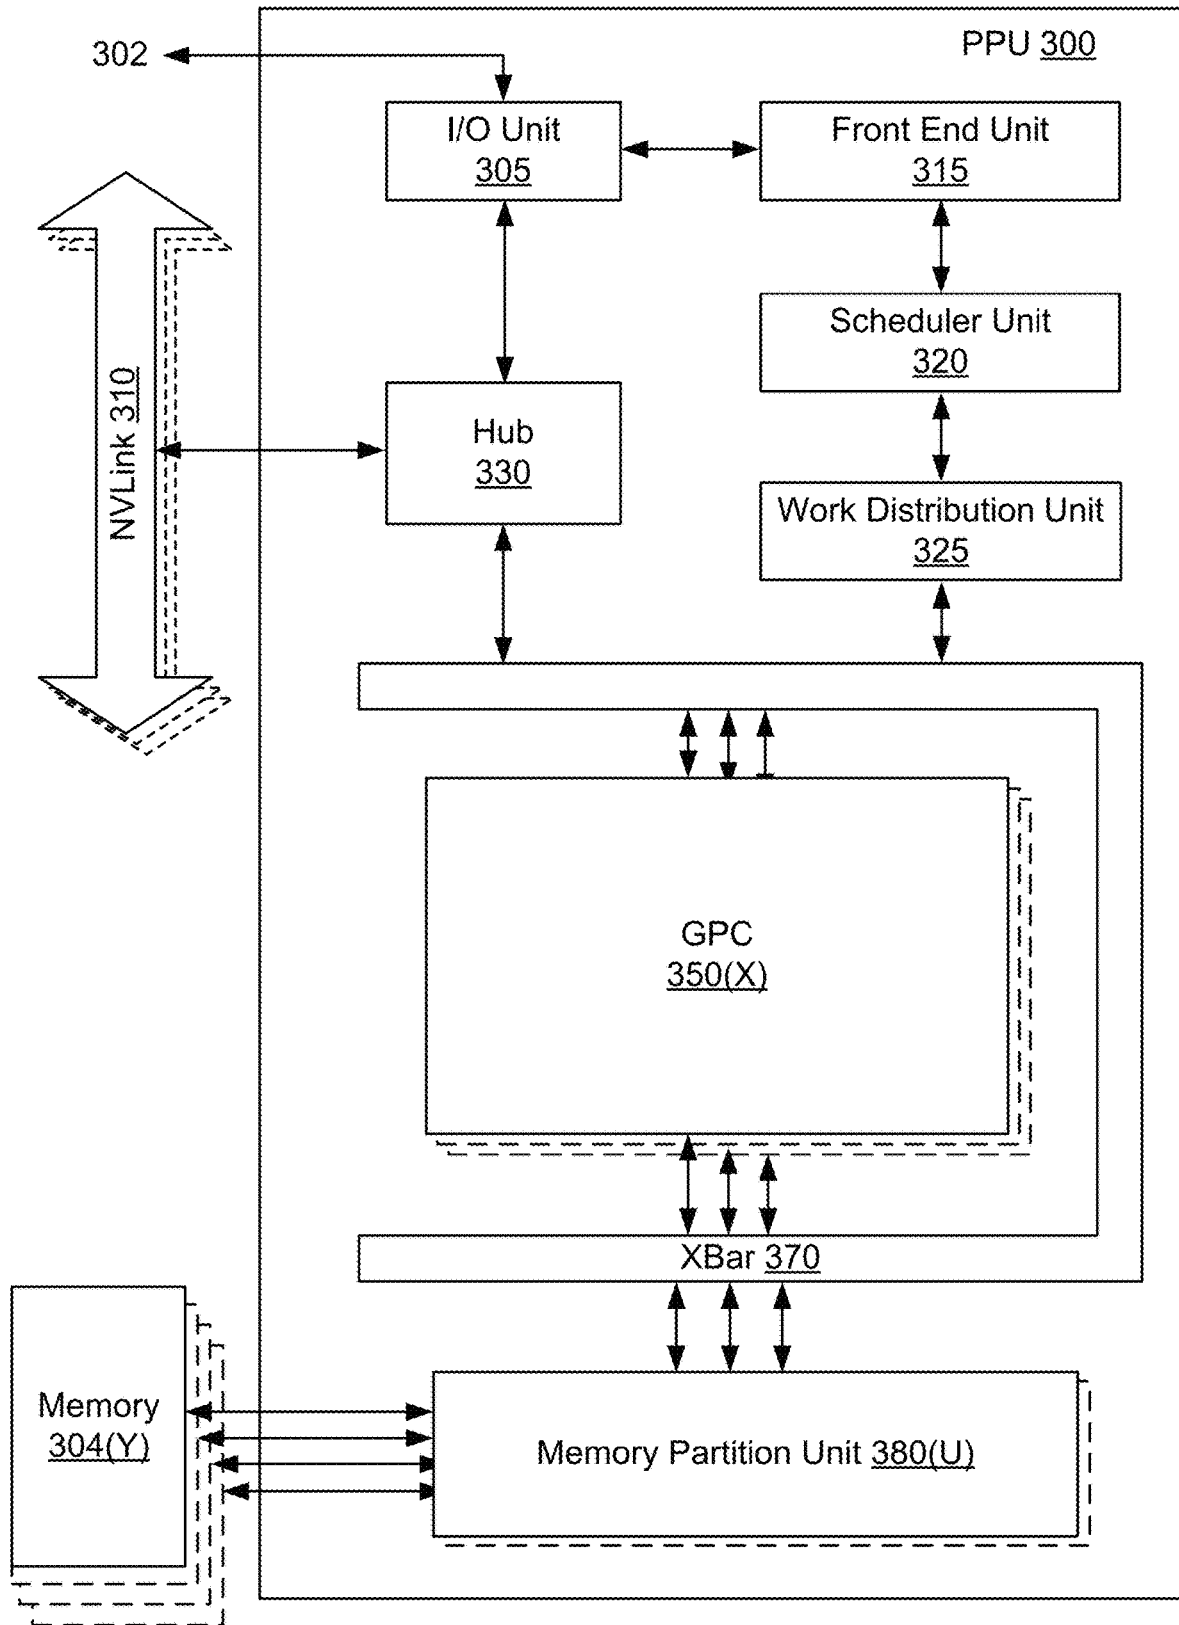 PPU 300
302
I/O Unit
305
Front End Unit
315
Scheduler Unit
320
NVLink 310
Hub
330
Work Distribution Unit
325
GPC
350(X)
XBar 370
Memory
304(Y)
Memory Partition Unit 380(U)